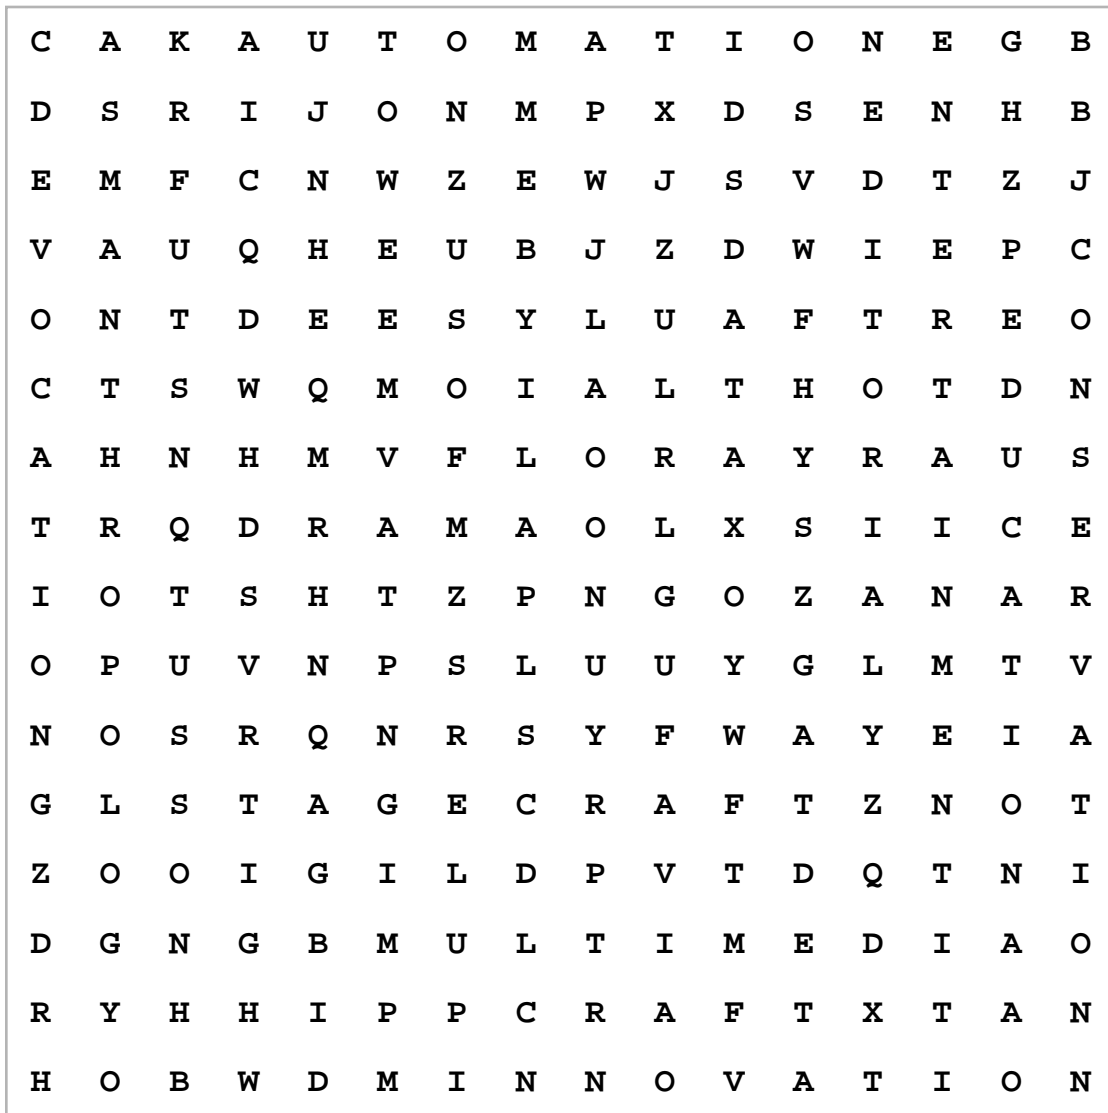 C A K A U T O M A T I O N E G B
D S R I J O N M P X D S E N H B
E M F C N W Z E W J S V D T Z J
V A U Q H E U B J Z D W I E P C
O N T D E E S Y L U A F T R E O
C T S W Q M O I A L T H O T D N
A H N H M V F L O R A Y R A U S
T R Q D R A M A O L X S I I C E
I O T S H T Z P N G O Z A N A R
O P U V N P S L U U Y G L M T V
N O S R Q N R S Y F W A Y E I A
G L S T A G E C R A F T Z N O T
Z O O I G I L D P V T D Q T N I
D G N G B M U L T I M E D I A O
R Y H H I P P C R A F T X T A N
H O B W D M I N N O V A T I O N